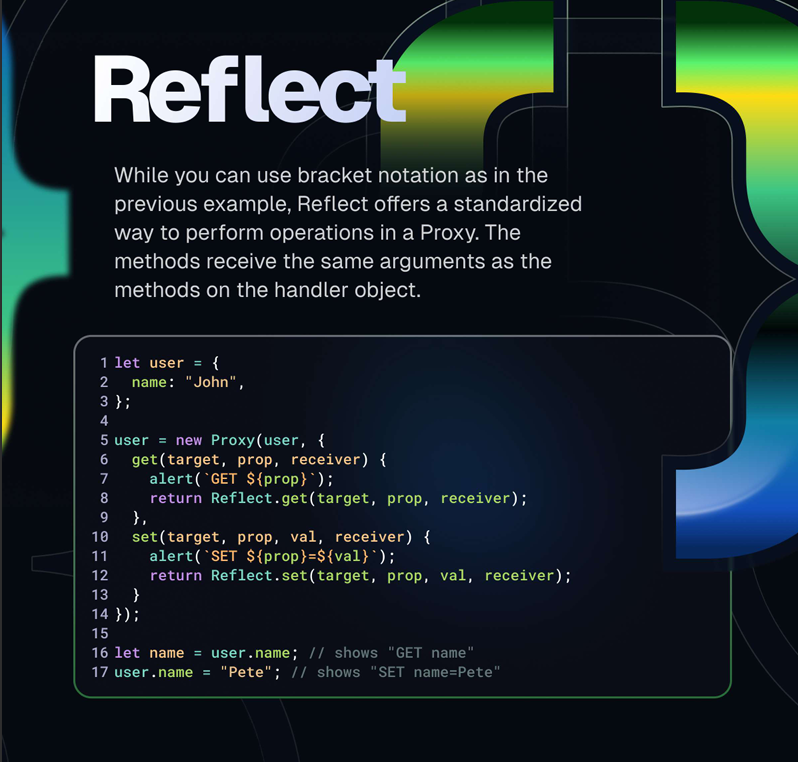 Reflect
While you can use bracket notation as in the
previous example, Reflect offers a standardized
way to perform operations in a Proxy. The
methods receive the same arguments as the
methods on the handler object.
1 let user = {
2   name: "John",
3 };
4
5 user = new Proxy(user, {
6   get(target, prop, receiver) {
7     alert(`GET ${prop}`);
8     return Reflect.get(target, prop, receiver);
9   },
10   set(target, prop, val, receiver) {
11     alert(`SET ${prop}=${val}`);
12     return Reflect.set(target, prop, val, receiver);
13   }
14 });
15
16 let name = user.name; // shows "GET name"
17 user.name = "Pete"; // shows "SET name=Pete"